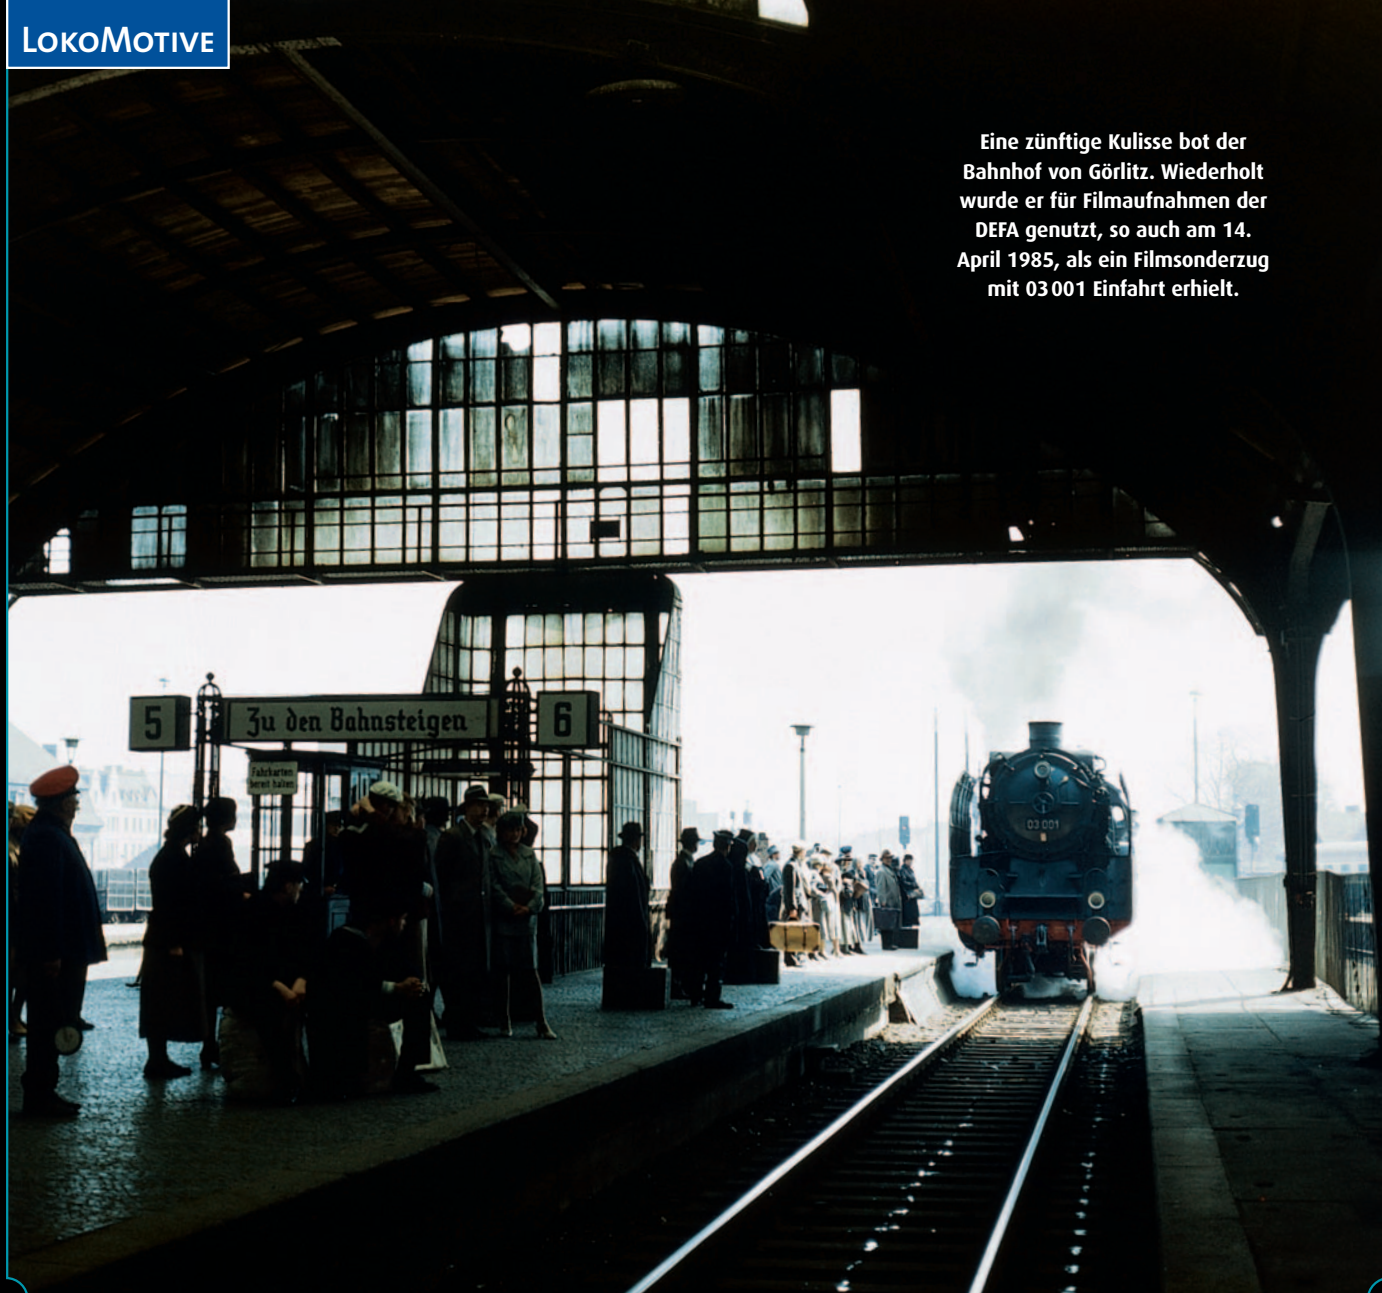 LOKOMOTIVE
Eine zünftige Kulisse bot der
Bahnhof von Görlitz. Wiederholt
wurde er für Filmaufnahmen der
DEFA genutzt, so auch am 14.
April 1985, als ein Filmsonderzug
mit 03 001 Einfahrt erhielt.
5 Zu den Bahnsteigen 6
Fahrkarten
bereit halten
03 001